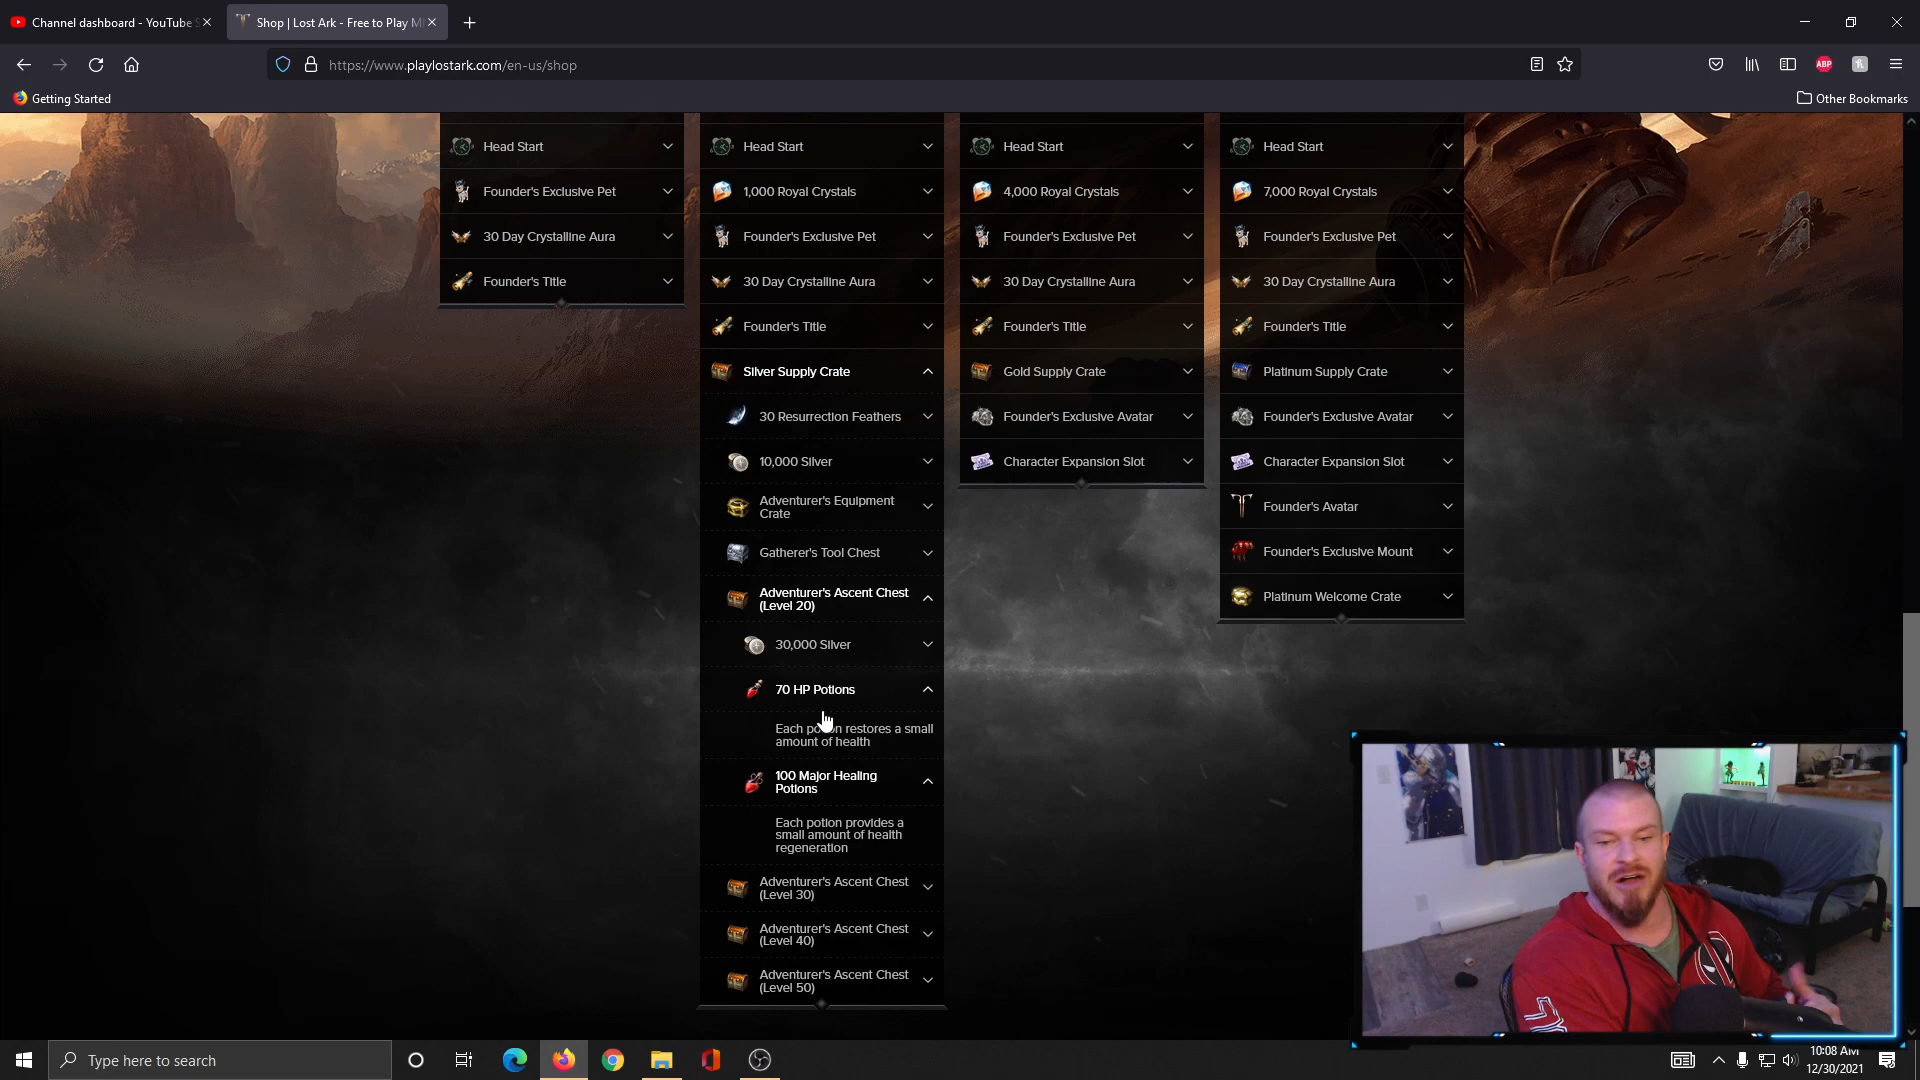 Channel dashboard - YouTube S
Shop | Lost Ark - Free to Play M
https://www.playlostark.com/en-us/shop
ABP
Getting Started
Other Bookmarks
Head Start
Founder's Exclusive Pet
30 Day Crystalline Aura
Founder's Title
Head Start
1,000 Royal Crystals
Founder's Exclusive Pet
30 Day Crystalline Aura
Founder's Title
Silver Supply Crate
30 Resurrection Feathers
10,000 Silver
Adventurer's Equipment
Crate
Gatherer's Tool Chest
Adventurer's Ascent Chest
(Level 20)
30,000 Silver
70 HP Potions
Each potion restores a small
amount of health
100 Major Healing
Potions
Each potion provides a
small amount of health
regeneration
Adventurer's Ascent Chest
(Level 30)
Adventurer's Ascent Chest
(Level 40)
Adventurer's Ascent Chest
(Level 50)
Head Start
4,000 Royal Crystals
Founder's Exclusive Pet
30 Day Crystalline Aura
Founder's Title
Gold Supply Crate
Founder's Exclusive Avatar
Character Expansion Slot
Head Start
7,000 Royal Crystals
Founder's Exclusive Pet
30 Day Crystalline Aura
Founder's Title
Platinum Supply Crate
Founder's Exclusive Avatar
Character Expansion Slot
Founder's Avatar
Founder's Exclusive Mount
Platinum Welcome Crate
Type here to search
10:08 AM
12/30/2021